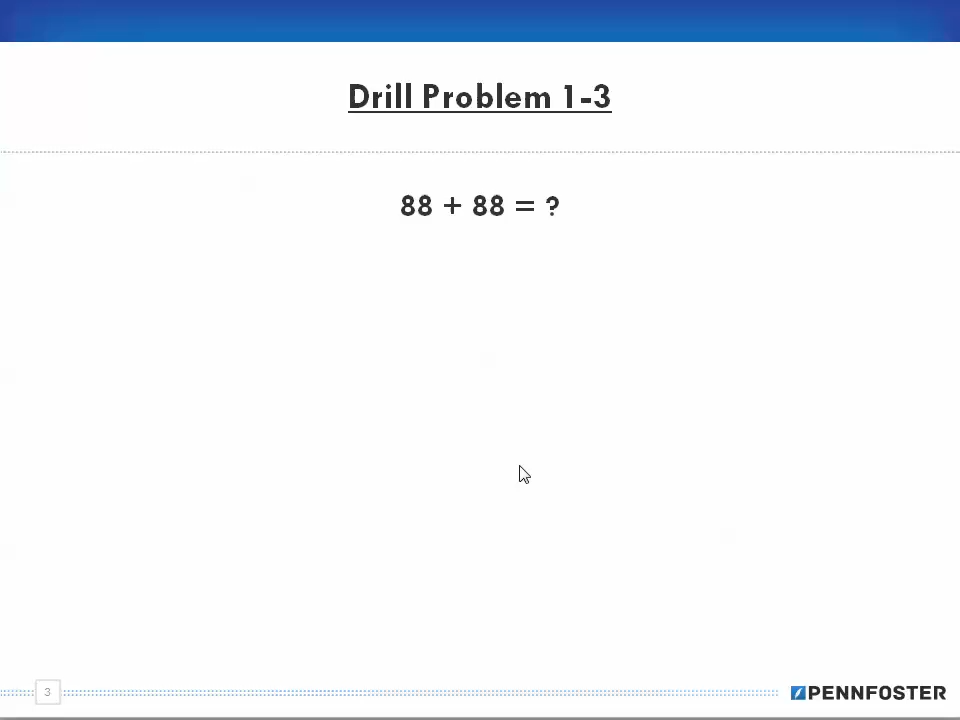 Drill Problem 1-3
88 + 88 = ?
3
PENNFOSTER